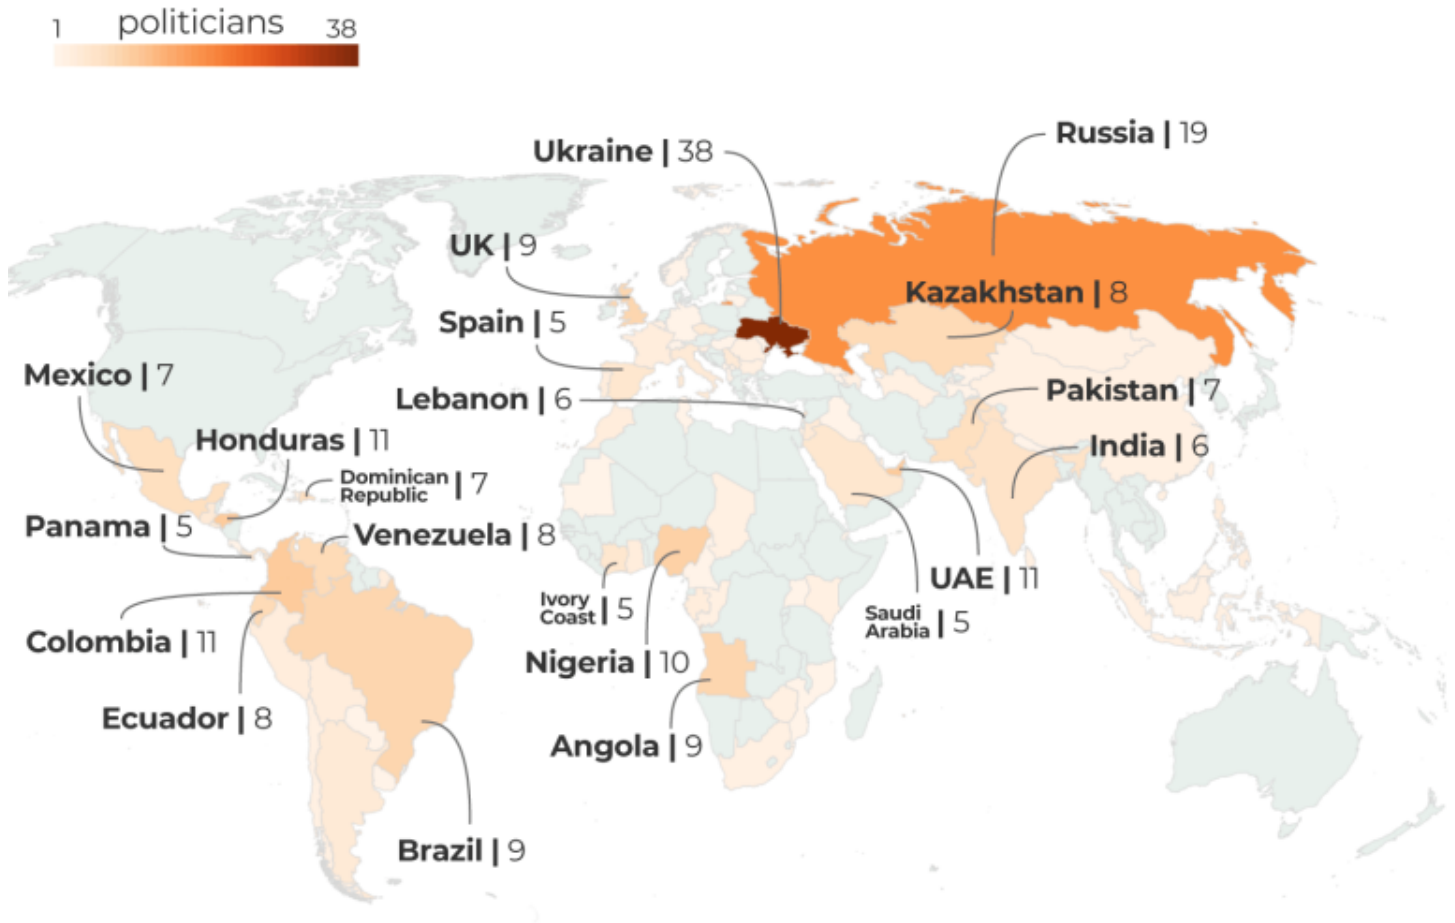 1 politicians 38
Russia | 19
Ukraine | 38
UK | 9
Kazakhstan | 8
Spain | 5
Mexico | 7
Pakistan | 7
Lebanon | 6
Honduras | 11
India | 6
Dominican
Republic | 7
Panama | 5
Venezuela | 8
UAE | 11
Ivory
Coast | 5
Saudi
Arabia | 5
Colombia | 11
Nigeria | 10
Ecuador | 8
Angola | 9
Brazil | 9